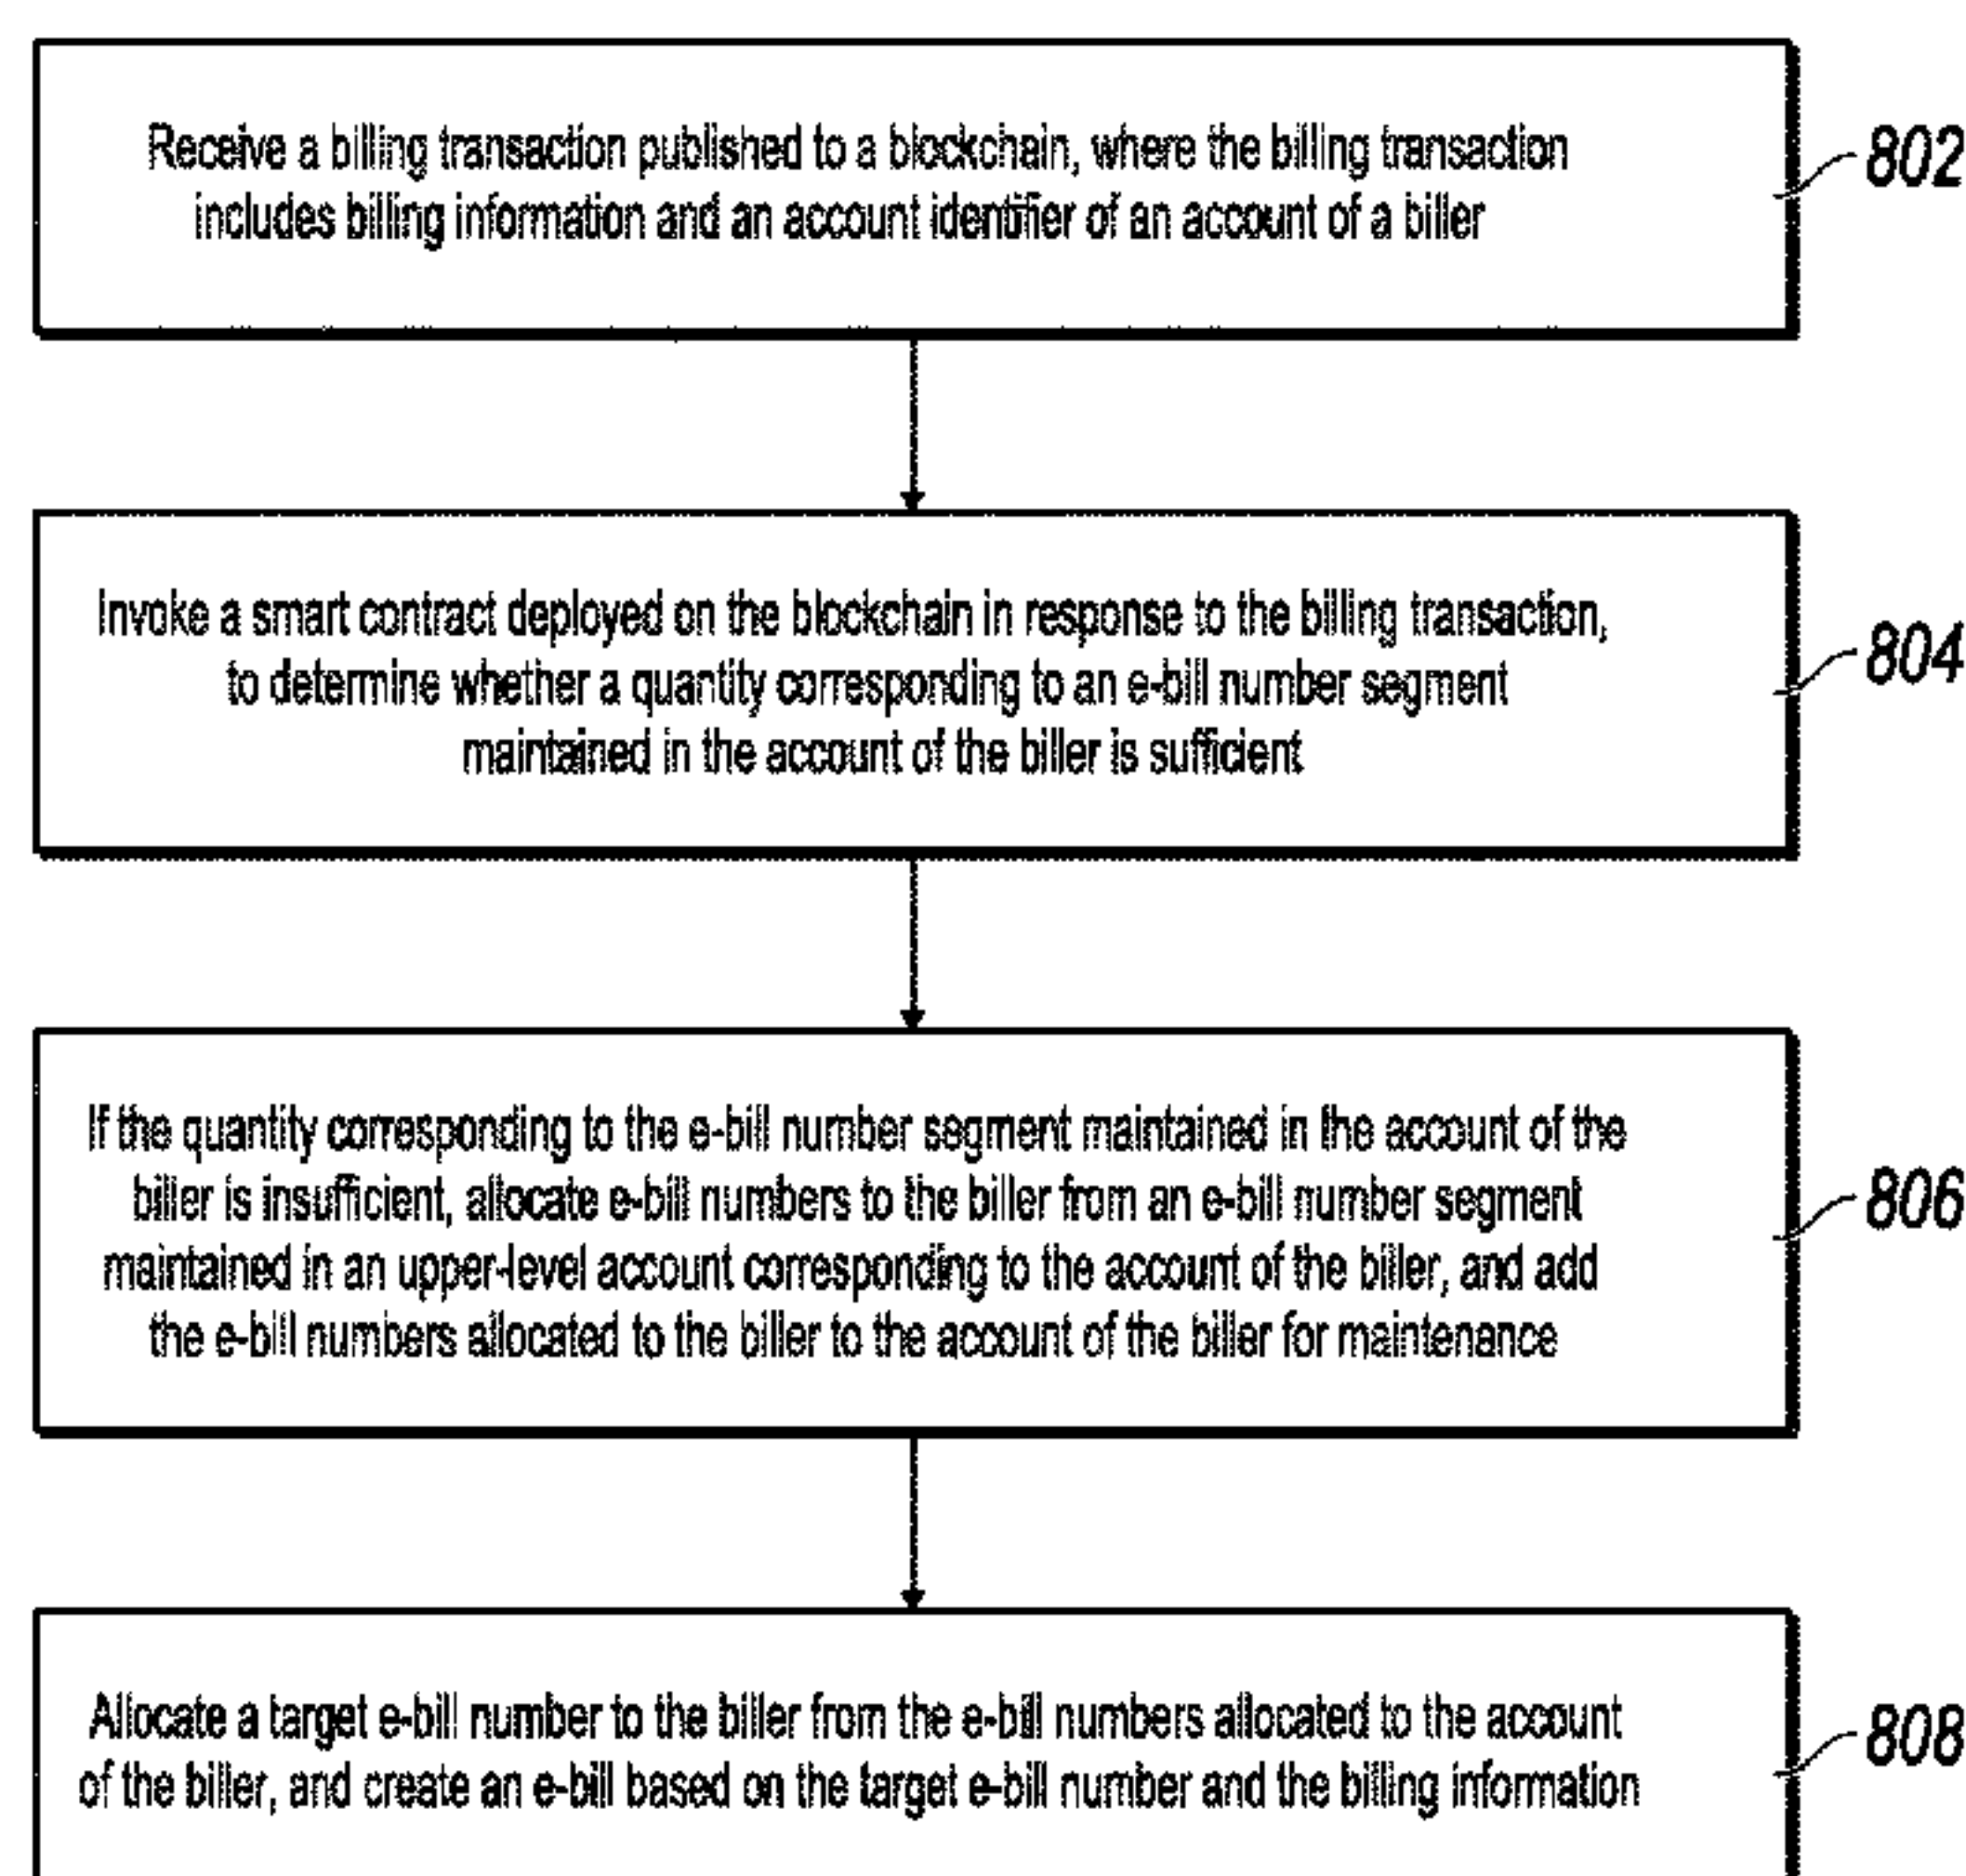 Receive a billing transaction published to a blockchain, where the billing transaction
includes billing information and an account identifier of an account of a biller
802
Invoke a smart contract deployed on the blockchain in response to the billing transaction,
to determine whether a quantity corresponding to an e-bill number segment
maintained in the account of the biller is sufficient
804
If the quantity corresponding to the e-bill number segment maintained in the account of the
biller is insufficient, allocate e-bill numbers to the biller from an e-bill number segment
maintained in an upper-level account corresponding to the account of the biller, and add
the e-bill numbers allocated to the biller to the account of the biller for maintenance
806
Allocate a target e-bill number to the biller from the e-bill numbers allocated to the account
of the biller, and create an e-bill based on the target e-bill number and the billing information
808